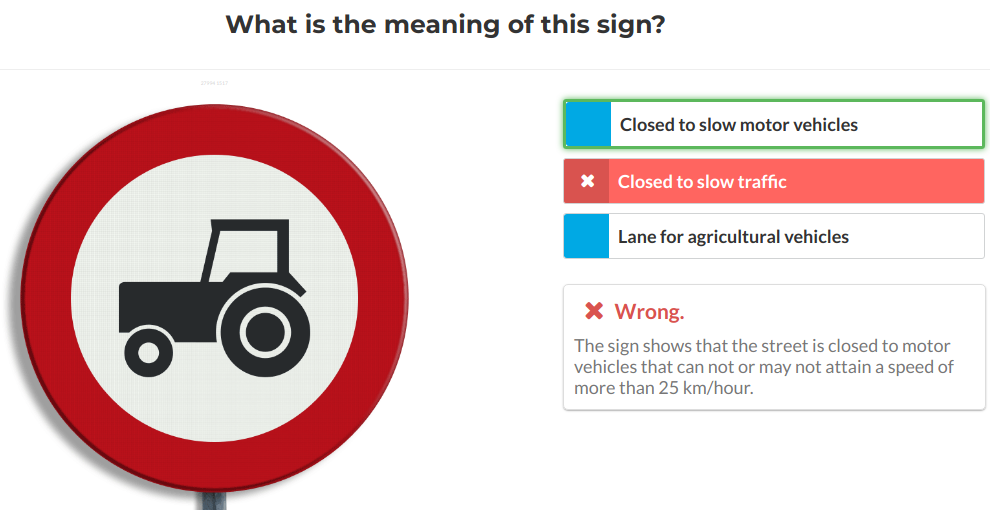 What is the meaning of this sign?
Closed to slow motor vehicles
Closed to slow traffic
Lane for agricultural vehicles
Wrong.
The sign shows that the street is closed to motor
vehicles that can not or may not attain a speed of
more than 25 km/hour.